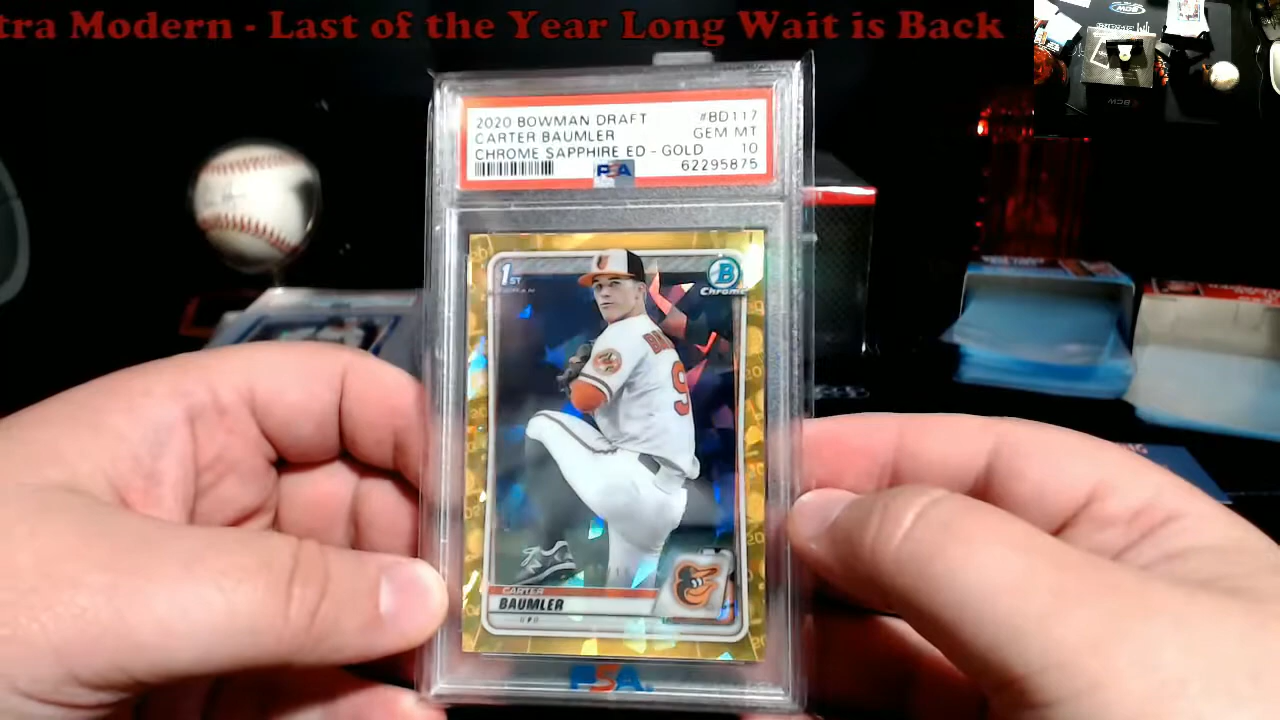 tra Modern - Last of the Year Long Wait is Back
2020 BOWMAN DRAFT #BD117
CARTER BAUMLER GEM MT
CHROME SAPPHIRE ED - GOLD 10
PSA 62295875
1ST
B
Chrome
CARTER
BAUMLER
PSA